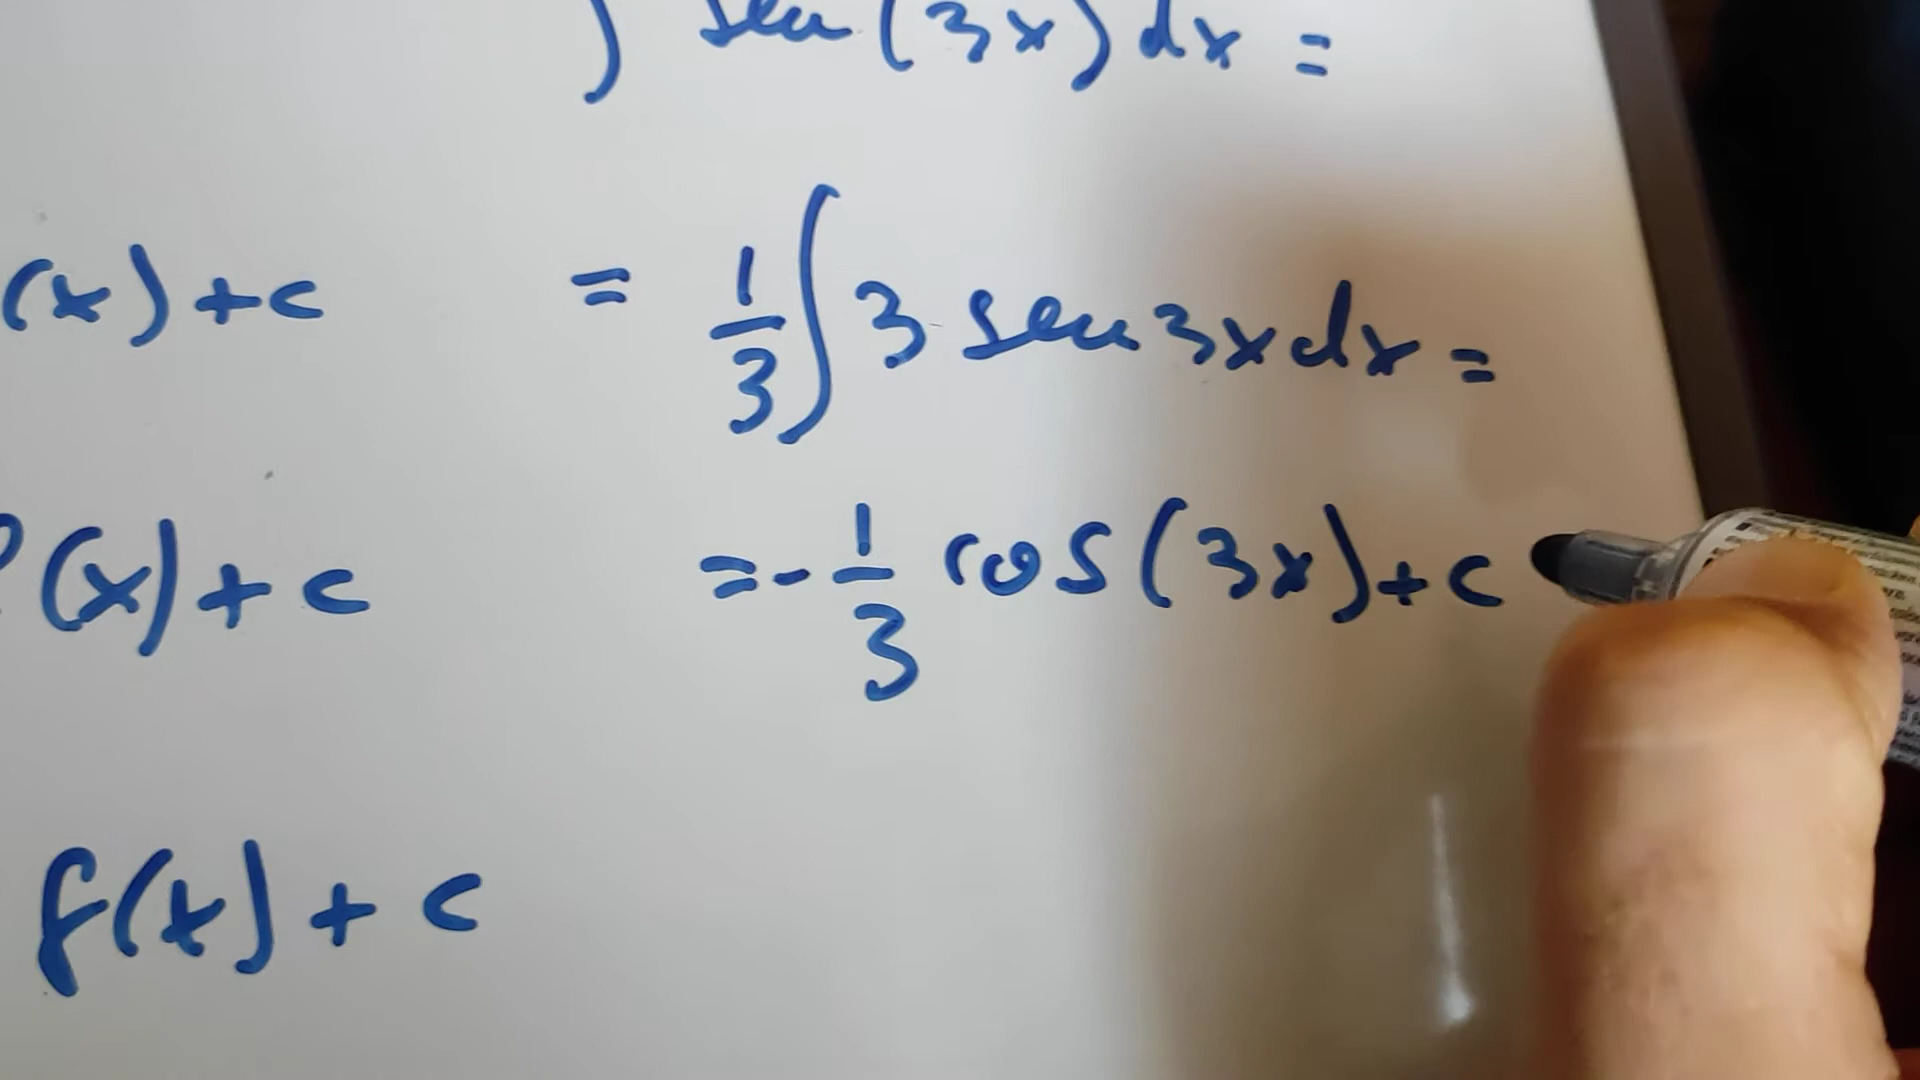 ∫ sen(3x)dx =
(x)+c = 1/3 ∫ 3 sen 3x dx =
(x)+c = - 1/3 cos(3x)+c
f(x)+c